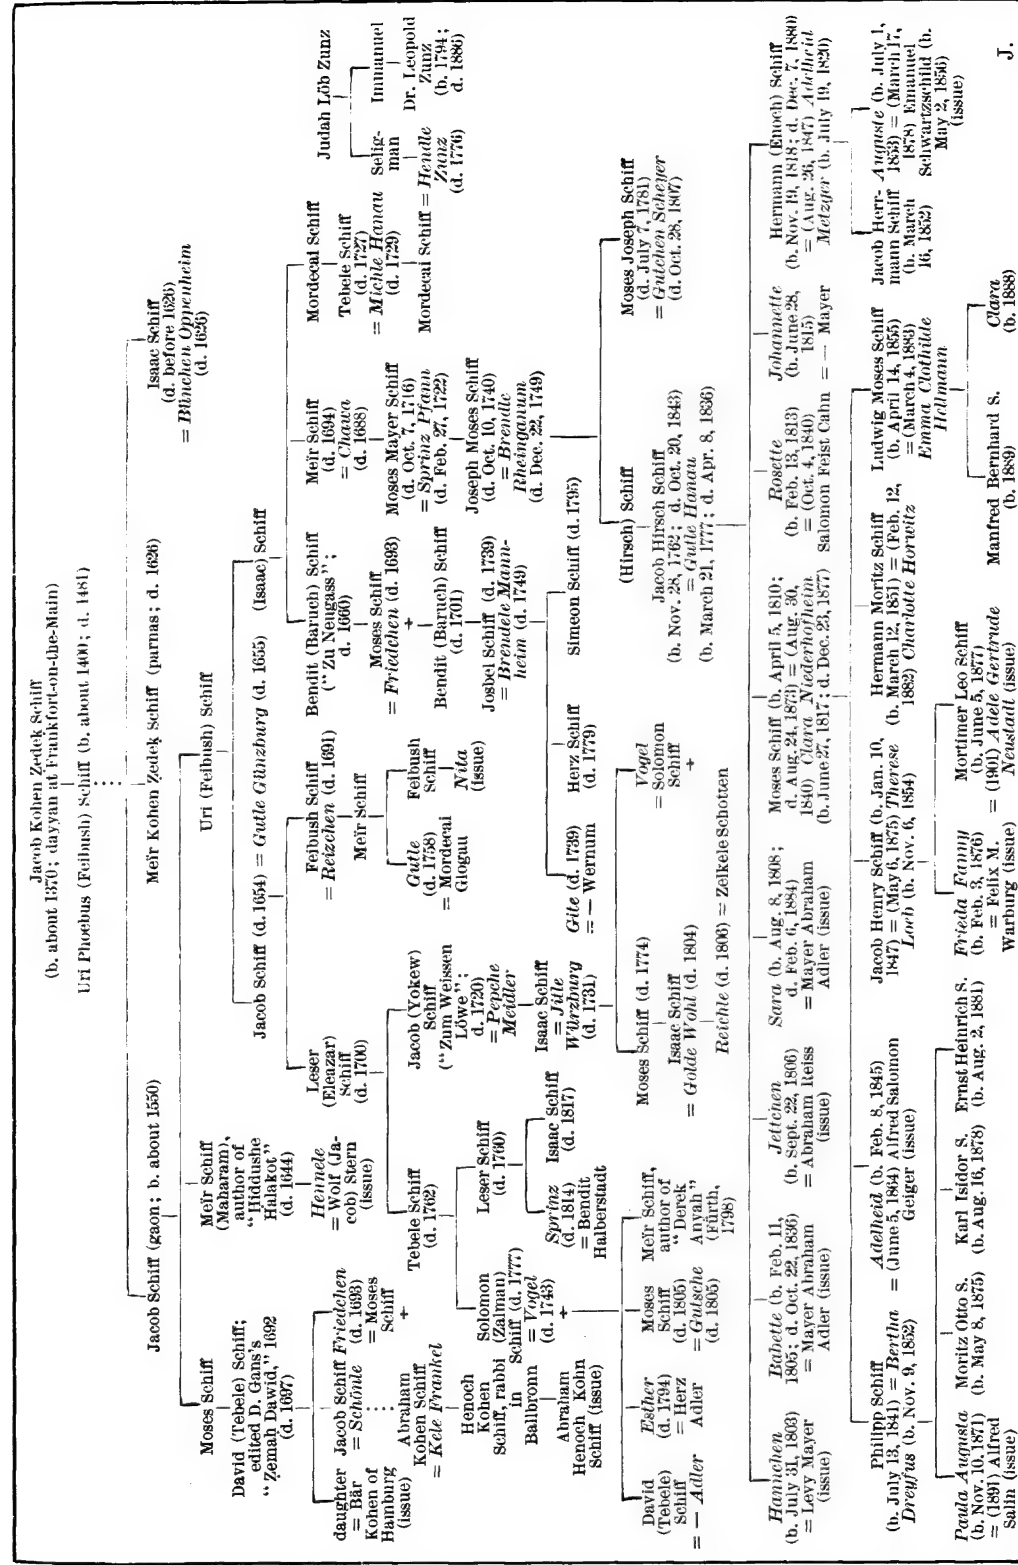 Jacob Kohen Zedek Schiff
(b. about 1370; dayyan at Frankfort-on-the-Main)
Uri Phoebus (Feibush) Schiff (b. about 1400; d. 1481)
Jacob Schiff (gaon; b. about 1550)
Meïr Kohen Zedek Schiff (parnas; d. 1626)
Isaac Schiff
(d. before 1626)
= Blinchen Oppenheim
(d. 1626)
Moses Schiff
David (Tebele) Schiff;
edited D. Gans's
"Ẓemah Dawid," 1692
(d. 1697)
Meïr Schiff
(Maharam),
author of
"Ḥiddushe
Halakot"
(d. 1644)
Hennele
= Wolf (Ja-
cob) Stern
(issue)
Uri (Feibush) Schiff
Jacob Schiff (d. 1654) = Gutle Günzburg (d. 1655)
(Isaac) Schiff
daughter
= Bär
Kohen of
Hamburg
(issue)
Jacob Schiff
= Schönle
Friedchen
(d. 1693)
= Moses
Schiff
+
Abraham
Kohen Schiff
= Kele Frankel
Henoch
Kohen
Schiff, rabbi
in
Ballbronn
Abraham
Henoch Kohn
Schiff (issue)
Leser
(Eleazar)
Schiff
(d. 1700)
Feibush Schiff
= Reizchen (d. 1691)
Meïr Schiff
Gutle
(d. 1758)
= Mordecai
Glogau
Feibush
Schiff
Nita
(issue)
Bendit (Baruch) Schiff
("Zu Neugass";
d. 1660)
Moses Schiff
= Friedchen (d. 1693)
+
Bendit (Baruch) Schiff
(d. 1701)
Josbel Schiff (d. 1739)
= Brendele Mann-
heim (d. 1749)
Meïr Schiff
(d. 1694)
= Chawa
(d. 1688)
Moses Mayer Schiff
(d. Oct. 7, 1716)
= Sprinz Pfann
(d. Feb. 27, 1722)
Joseph Moses Schiff
(d. Oct. 10, 1740)
= Brendle
Rheinganum
(d. Dec. 22, 1749)
Mordecai Schiff
Tebele Schiff
(d. 1727)
= Michle Hanau
(d. 1729)
Mordecai Schiff = Hendle
Zunz
(d. 1776)
Judah Löb Zunz
Selig-
man
Immanuel
Dr. Leopold
Zunz
(b. 1794;
d. 1886)
Tebele Schiff
(d. 1762)
Jacob (Yokew)
Schiff
("Zum Weissen
Löwe";
d. 1720)
= Pepche
Meidler
Isaac Schiff
= Jille
Würzburg
(d. 1731)
Solomon
(Zalman)
Schiff (d. 1777)
= Vogel
(d. 1743)
+
Leser Schiff
(d. 1760)
Sprinz
(d. 1814)
= Bendit
Halberstad
Isaac Schiff
(d. 1817)
Gite (d. 1739)
= — Wernum
Herz Schiff
(d. 1779)
Simeon Schiff (d. 1795)
Moses Schiff (d. 1774)
Isaac Schiff
= Golde Wohl (d. 1804)
Reichle (d. 1806) = Zelkele Schotten
Vogel
= Solomon
Schiff
+
(Hirsch) Schiff
Jacob Hirsch Schiff
(b. Nov. 28, 1762; d. Oct. 20, 1843)
= Gutle Hanau
(b. March 21, 1777; d. Apr. 8, 1836)
Moses Joseph Schiff
(d. July 7, 1781)
= Gutchen Scheyer
(d. Oct. 28, 1807)
David
(Tebele)
Schiff
= — Adler
Esther
(d. 1794)
= Herz
Adler
Moses
Schiff
(d. 1805)
= Gutsche
(d. 1805)
Meïr Schiff,
author of
"Derek
Anyah"
(Fürth,
1798)
Hannchen
(b. July 31, 1803)
= Levy Mayer
(issue)
Babette (b. Feb. 11,
1805; d. Oct. 22, 1836)
= Mayer Abraham
Adler (issue)
Jettchen
(b. Sept. 22, 1806)
= Abraham Reiss
(issue)
Sara (b. Aug. 8, 1808;
d. Feb. 6, 1884)
= Mayer Abraham
Adler (issue)
Moses Schiff (b. April 5, 1810;
d. Aug. 24, 1873) = (Aug. 30,
1840) Clara Niederhofheim
(b. June 27, 1817; d. Dec. 23, 1877)
Rosette
(b. Feb. 13, 1813)
= (Oct. 4, 1840)
Salomon Feist Cahn
Johannette
(b. June 28,
1815)
= — Mayer
Hermann (Enoch) Schiff
(b. Nov. 19, 1818; d. Dec. 7, 1880)
= (Aug. 26, 1847) Adelheid
Metzger (b. July 19, 1820)
Philipp Schiff
(b. July 13, 1841) = Bertha
Dreyfus (b. Nov. 9, 1852)
Adelheid (b. Feb. 8, 1845)
= (June 5, 1864) Alfred Salomon
Geiger (issue)
Jacob Henry Schiff (b. Jan. 10,
1847) = (May 6, 1875) Therese
Loeb (b. Nov. 6, 1854)
Hermann Moritz Schiff
(b. March 12, 1851) = (Feb. 12,
1882) Charlotte Horwitz
Ludwig Moses Schiff
(b. April 14, 1855)
= (March 4, 1883)
Emma Clothilde
Hellmann
Jacob Herr-
mann Schiff
(b. March
16, 1852)
Auguste (b. July 1,
1853) = (March 17,
1878) Emanuel
Schwartzschild (b.
May 2, 1856)
(issue)
Paula Augusta
(b. Nov. 10, 1871)
= (1891) Alfred
Salin (issue)
Moritz Otto S.
(b. May 8, 1875)
Karl Isidor S.
(b. Aug. 16, 1878)
Ernst Heinrich S.
(b. Aug. 2, 1881)
Frieda Fanny
(b. Feb. 3, 1876)
= Felix M.
Warburg (issue)
Mortimer Leo Schiff
(b. June 5, 1877)
= (1901) Adele Gertrude
Neustadt (issue)
Manfred Bernhard S.
(b. 1889)
Clara
(b. 1888)
J.